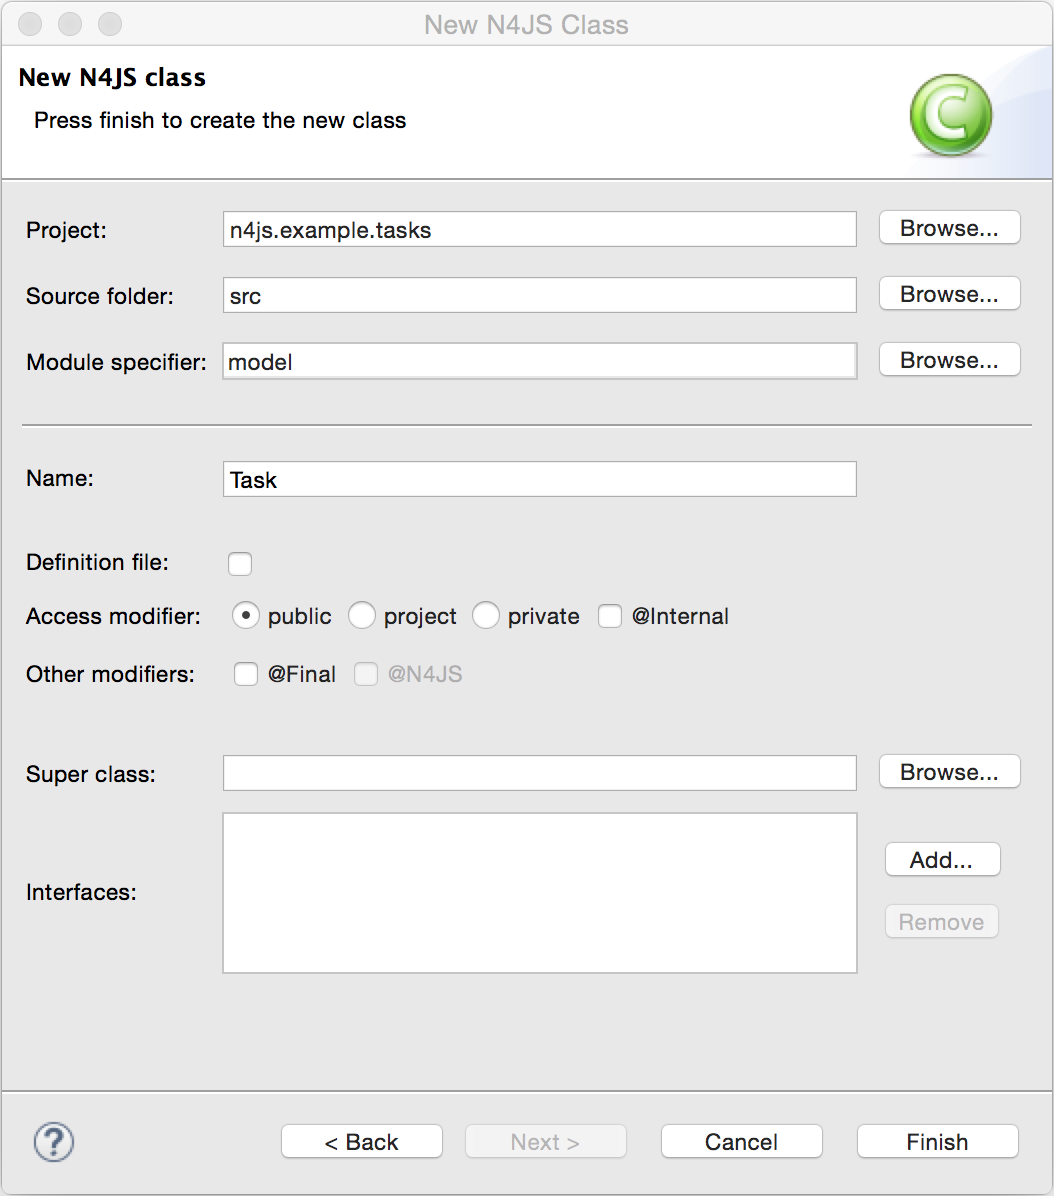 New N4JS Class
New N4JS class
Press finish to create the new class
Project: n4js.example.tasks Browse...
Source folder: src Browse...
Module specifier: model Browse...
Name: Task
Definition file:
Access modifier: public project private @Internal
Other modifiers: @Final @N4JS
Super class: Browse...
Add...
Interfaces:
Remove
? < Back Next > Cancel Finish